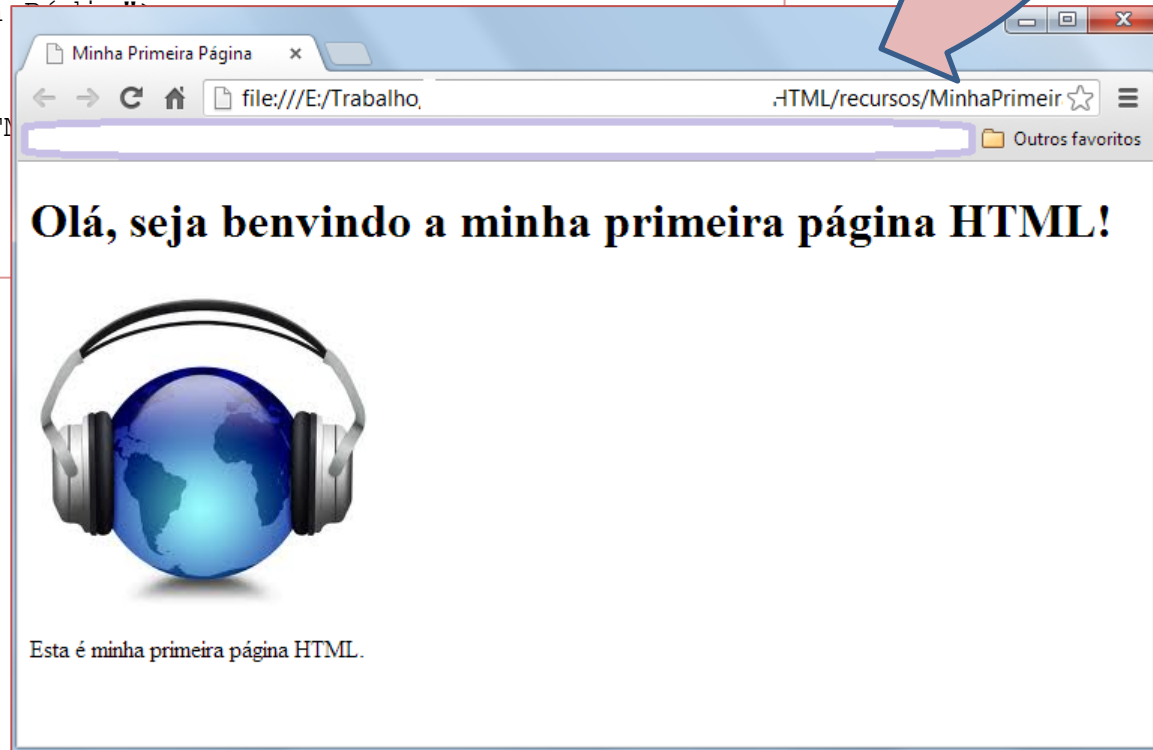 Minha Primeira Página
file:///E:/Trabalho
HTML/recursos/MinhaPrimeir
Outros favoritos
Olá, seja benvindo a minha primeira página HTML!
Esta é minha primeira página HTML.